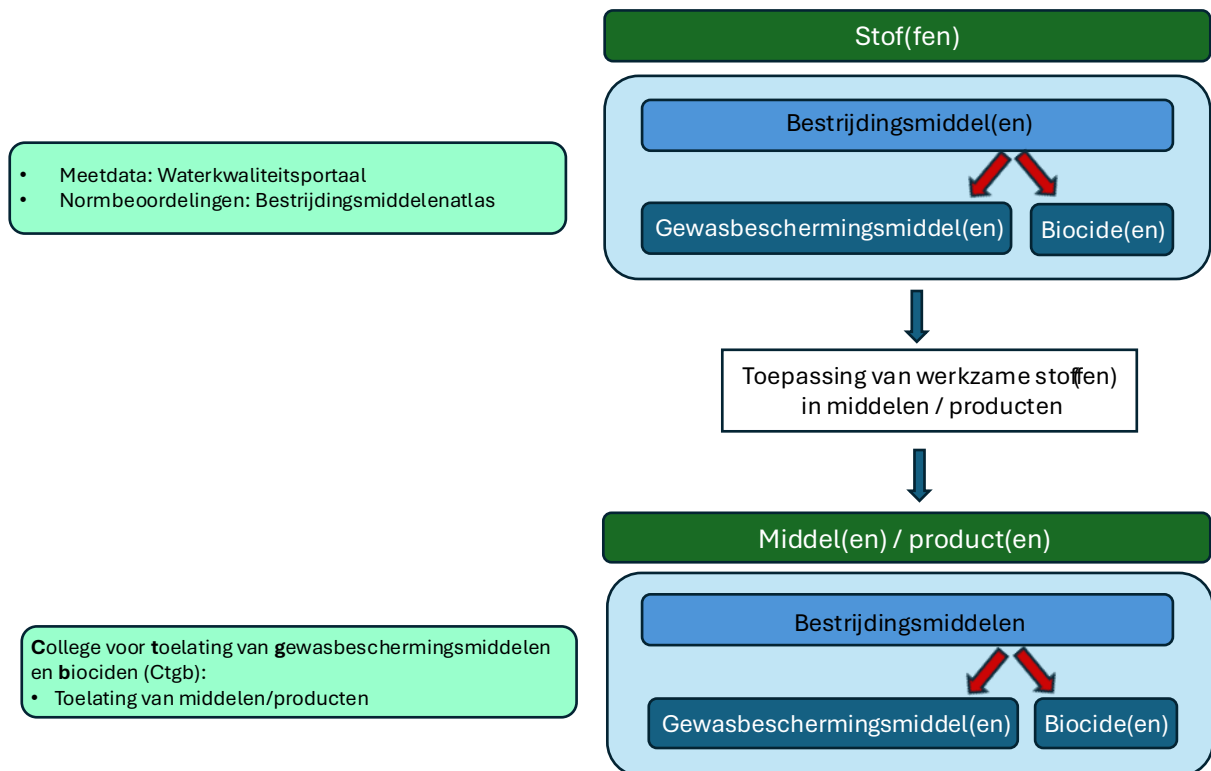 Stof(fen)
Bestrijdingsmiddel(en)
• Meetdata: Waterkwaliteitsportaal
• Normbeoordelingen: Bestrijdingsmiddelenatlas
Gewasbeschermingsmiddel(en)
Biocide(en)
Toepassing van werkzame stof(fen)
in middelen / producten
Middel(en) / product(en)
Bestrijdingsmiddelen
College voor toelating van gewasbeschermingsmiddelen
en biociden (Ctgb):
• Toelating van middelen/producten
Gewasbeschermingsmiddel(en)
Biocide(en)